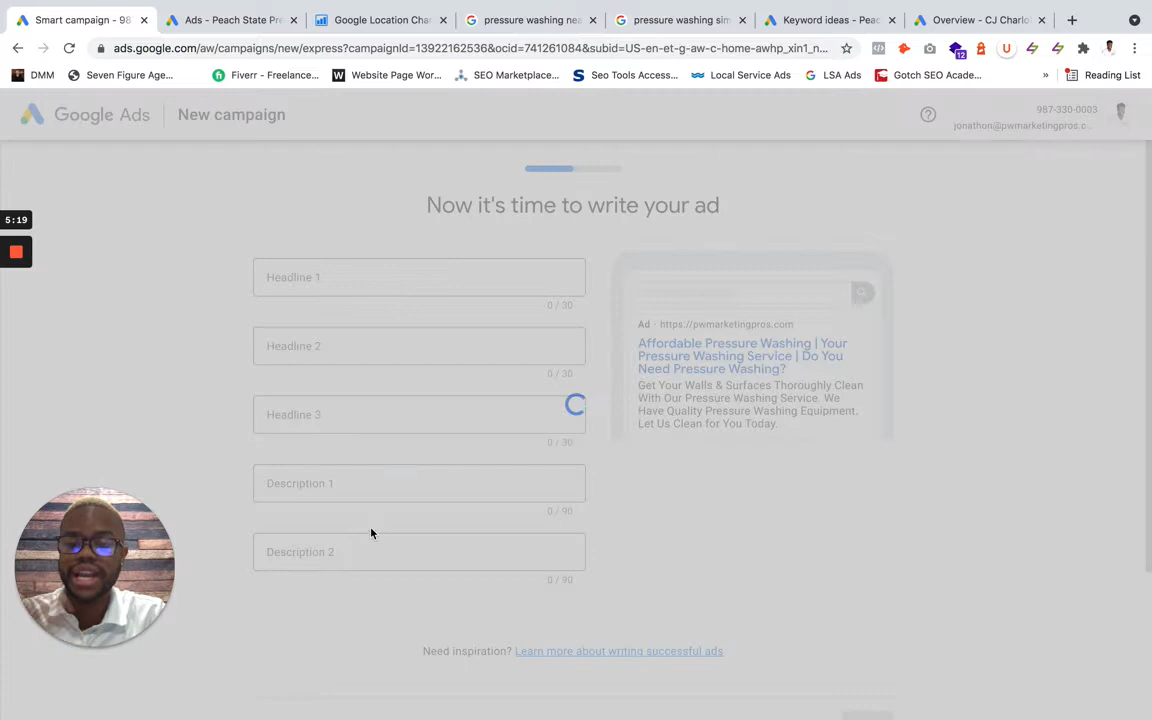 Smart campaign - 98
Ads - Peach State Pre
Google Location Cha
pressure washing nea
pressure washing sim
Keyword ideas - Peac
Overview - CJ Charlo
ads.google.com/aw/campaigns/new/express?campaignId=13922162536&ocid=741261084&subid=US-en-et-g-aw-c-home-awhp_xin1_n...
12
DMM
Seven Figure Age...
Fiverr - Freelance...
Website Page Wor...
SEO Marketplace...
Seo Tools Access...
Local Service Ads
LSA Ads
Gotch SEO Acade...
»
Reading List
Google Ads
New campaign
987-330-0003
jonathon@pwmarketingpros.c...
5:19
Now it's time to write your ad
Headline 1
0 / 30
Headline 2
0 / 30
Headline 3
0 / 30
Description 1
0 / 90
Description 2
0 / 90
Ad · https://pwmarketingpros.com
Affordable Pressure Washing | Your
Pressure Washing Service | Do You
Need Pressure Washing?
Get Your Walls & Surfaces Thoroughly Clean
With Our Pressure Washing Service. We
Have Quality Pressure Washing Equipment.
Let Us Clean for You Today.
Need inspiration? Learn more about writing successful ads